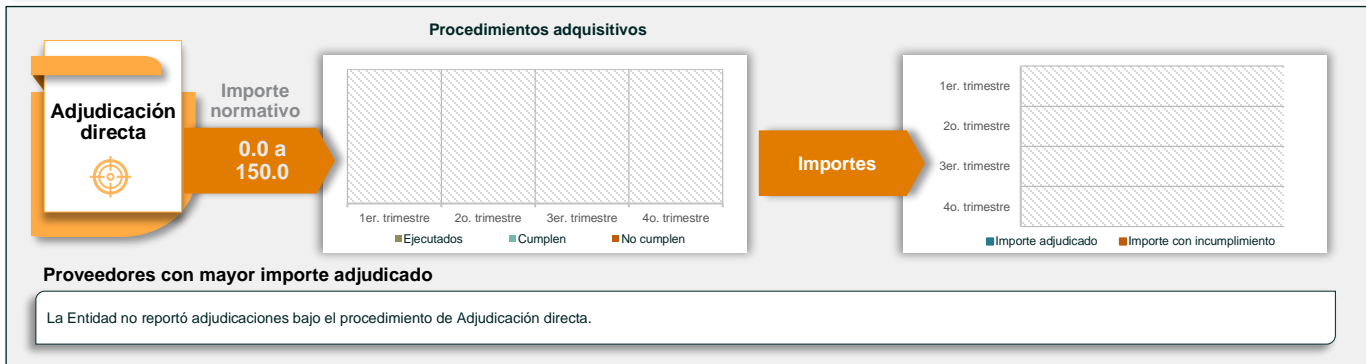 Procedimientos adquisitivos
Adjudicación
directa
Importe
normativo
0.0 a
150.0
1er. trimestre 2o. trimestre 3er. trimestre 4o. trimestre
Ejecutados Cumplen No cumplen
Importes
1er. trimestre
2o. trimestre
3er. trimestre
4o. trimestre
Importe adjudicado Importe con incumplimiento
Proveedores con mayor importe adjudicado
La Entidad no reportó adjudicaciones bajo el procedimiento de Adjudicación directa.